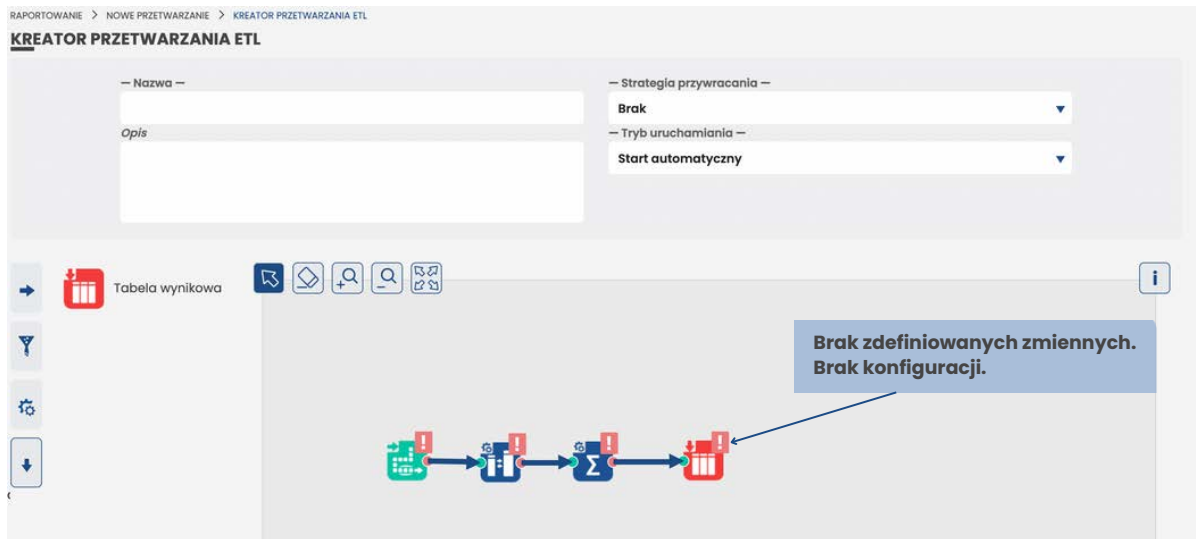 RAPORTOWANIE > NOWE PRZETWARZANIE > KREATOR PRZETWARZANIA ETL
KREATOR PRZETWARZANIA ETL
— Nazwa —
— Strategia przywracania —
Brak
Opis
— Tryb uruchamiania —
Start automatyczny
Tabela wynikowa
i
Brak zdefiniowanych zmiennych.
Brak konfiguracji.
! ! ! !
Σ